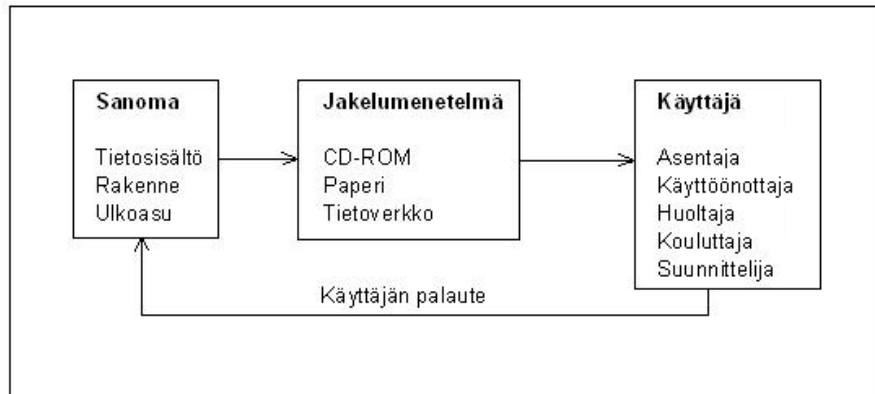 Sanoma
Tietosisältö
Rakenne
Ulkoasu
Jakelumenetelmä
CD-ROM
Paperi
Tietoverkko
Käyttäjä
Asentaja
Käyttöönottaja
Huoltaja
Kouluttaja
Suunnittelija
Käyttäjän palaute